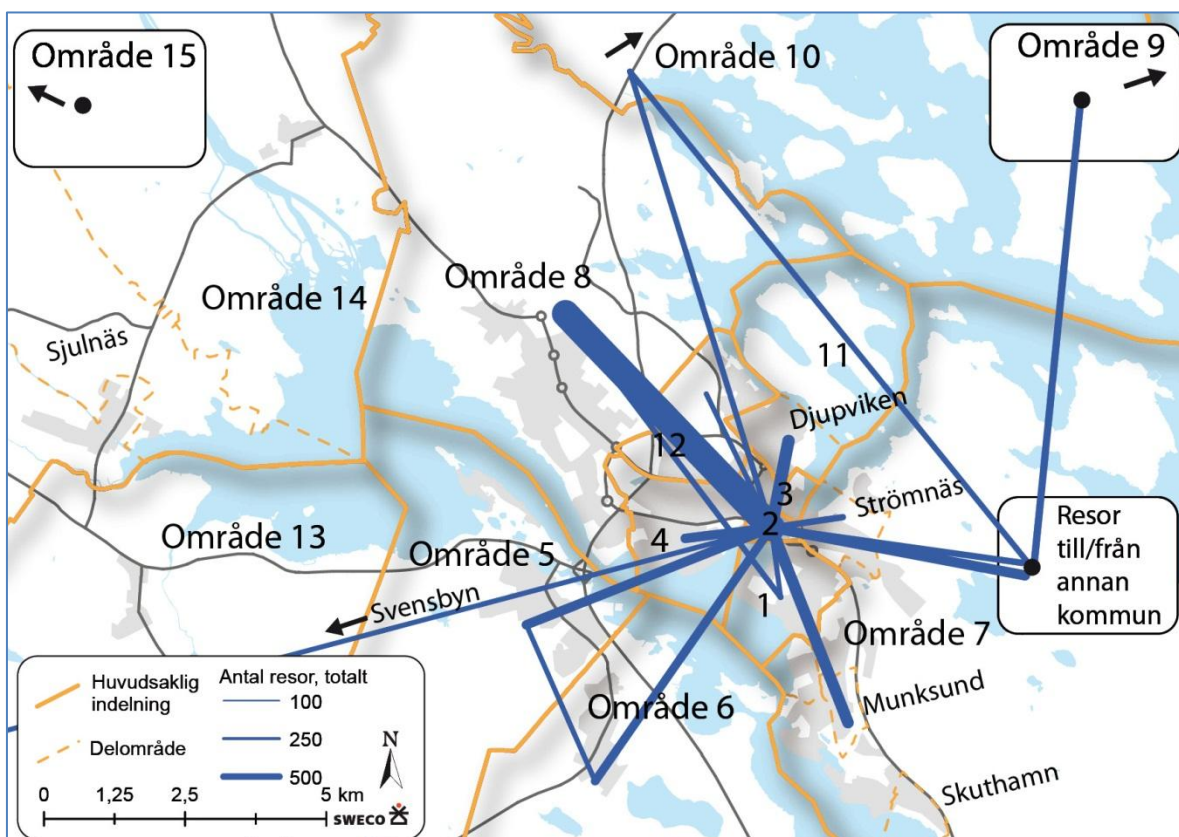 Område 15
Område 10
Område 9
Område 8
Område 14
Sjulnäs
11
Djupviken
12
3
Strömnäs
2
4
Område 13
Område 5
Resor
till/från
annan
kommun
Svensbyn
1
Område 7
Område 6
Munksund
Skuthamn
Huvudsaklig
indelning
Delområde
Antal resor, totalt
100
250
500
N
0 1,25 2,5 5 km
SWECO